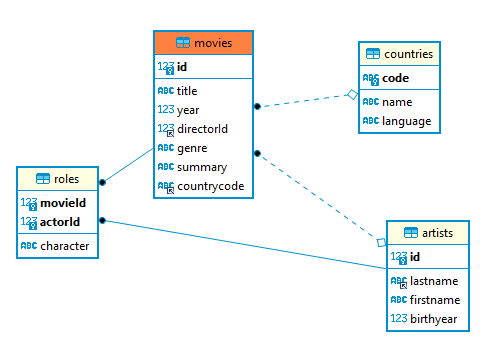 movies
123 id
ABC title
123 year
123 directorId
ABC genre
ABC summary
ABC countrycode
countries
ABC code
ABC name
ABC language
roles
123 movieId
123 actorId
ABC character
artists
123 id
ABC lastname
ABC firstname
123 birthyear